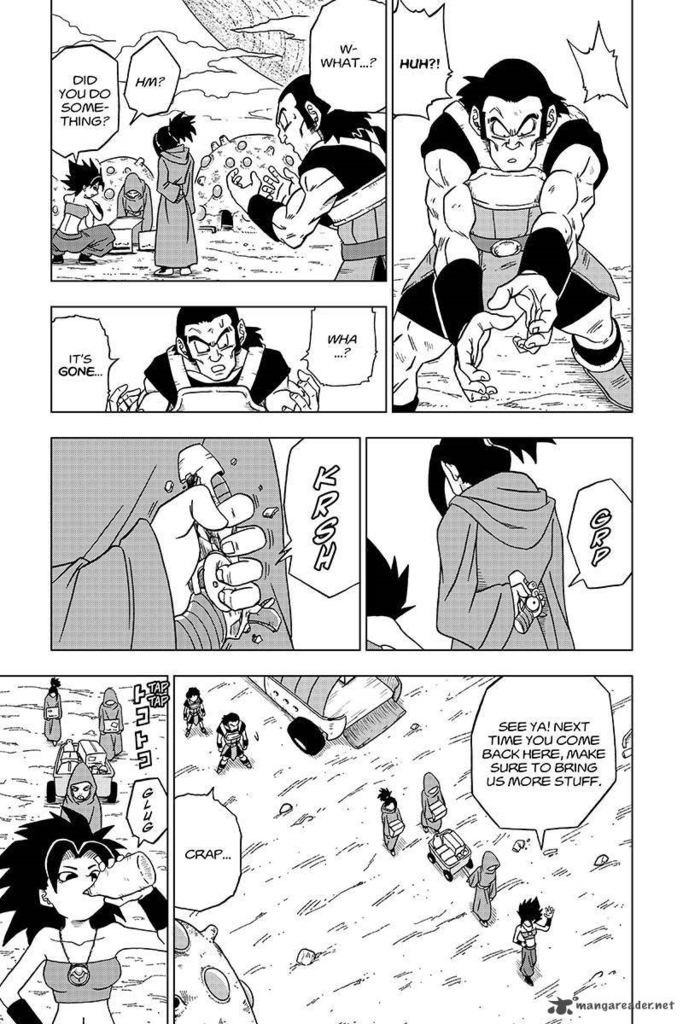 HUH?!
W-
WHAT...?
HM?
DID
YOU DO
SOME-
THING?
WHA
...?
IT'S
GONE...
GRP
KRSH
SEE YA! NEXT
TIME YOU COME
BACK HERE, MAKE
SURE TO BRING
US MORE STUFF.
CRAP...
TAP
TAP
トコトコ
GLUG
mangareader.net